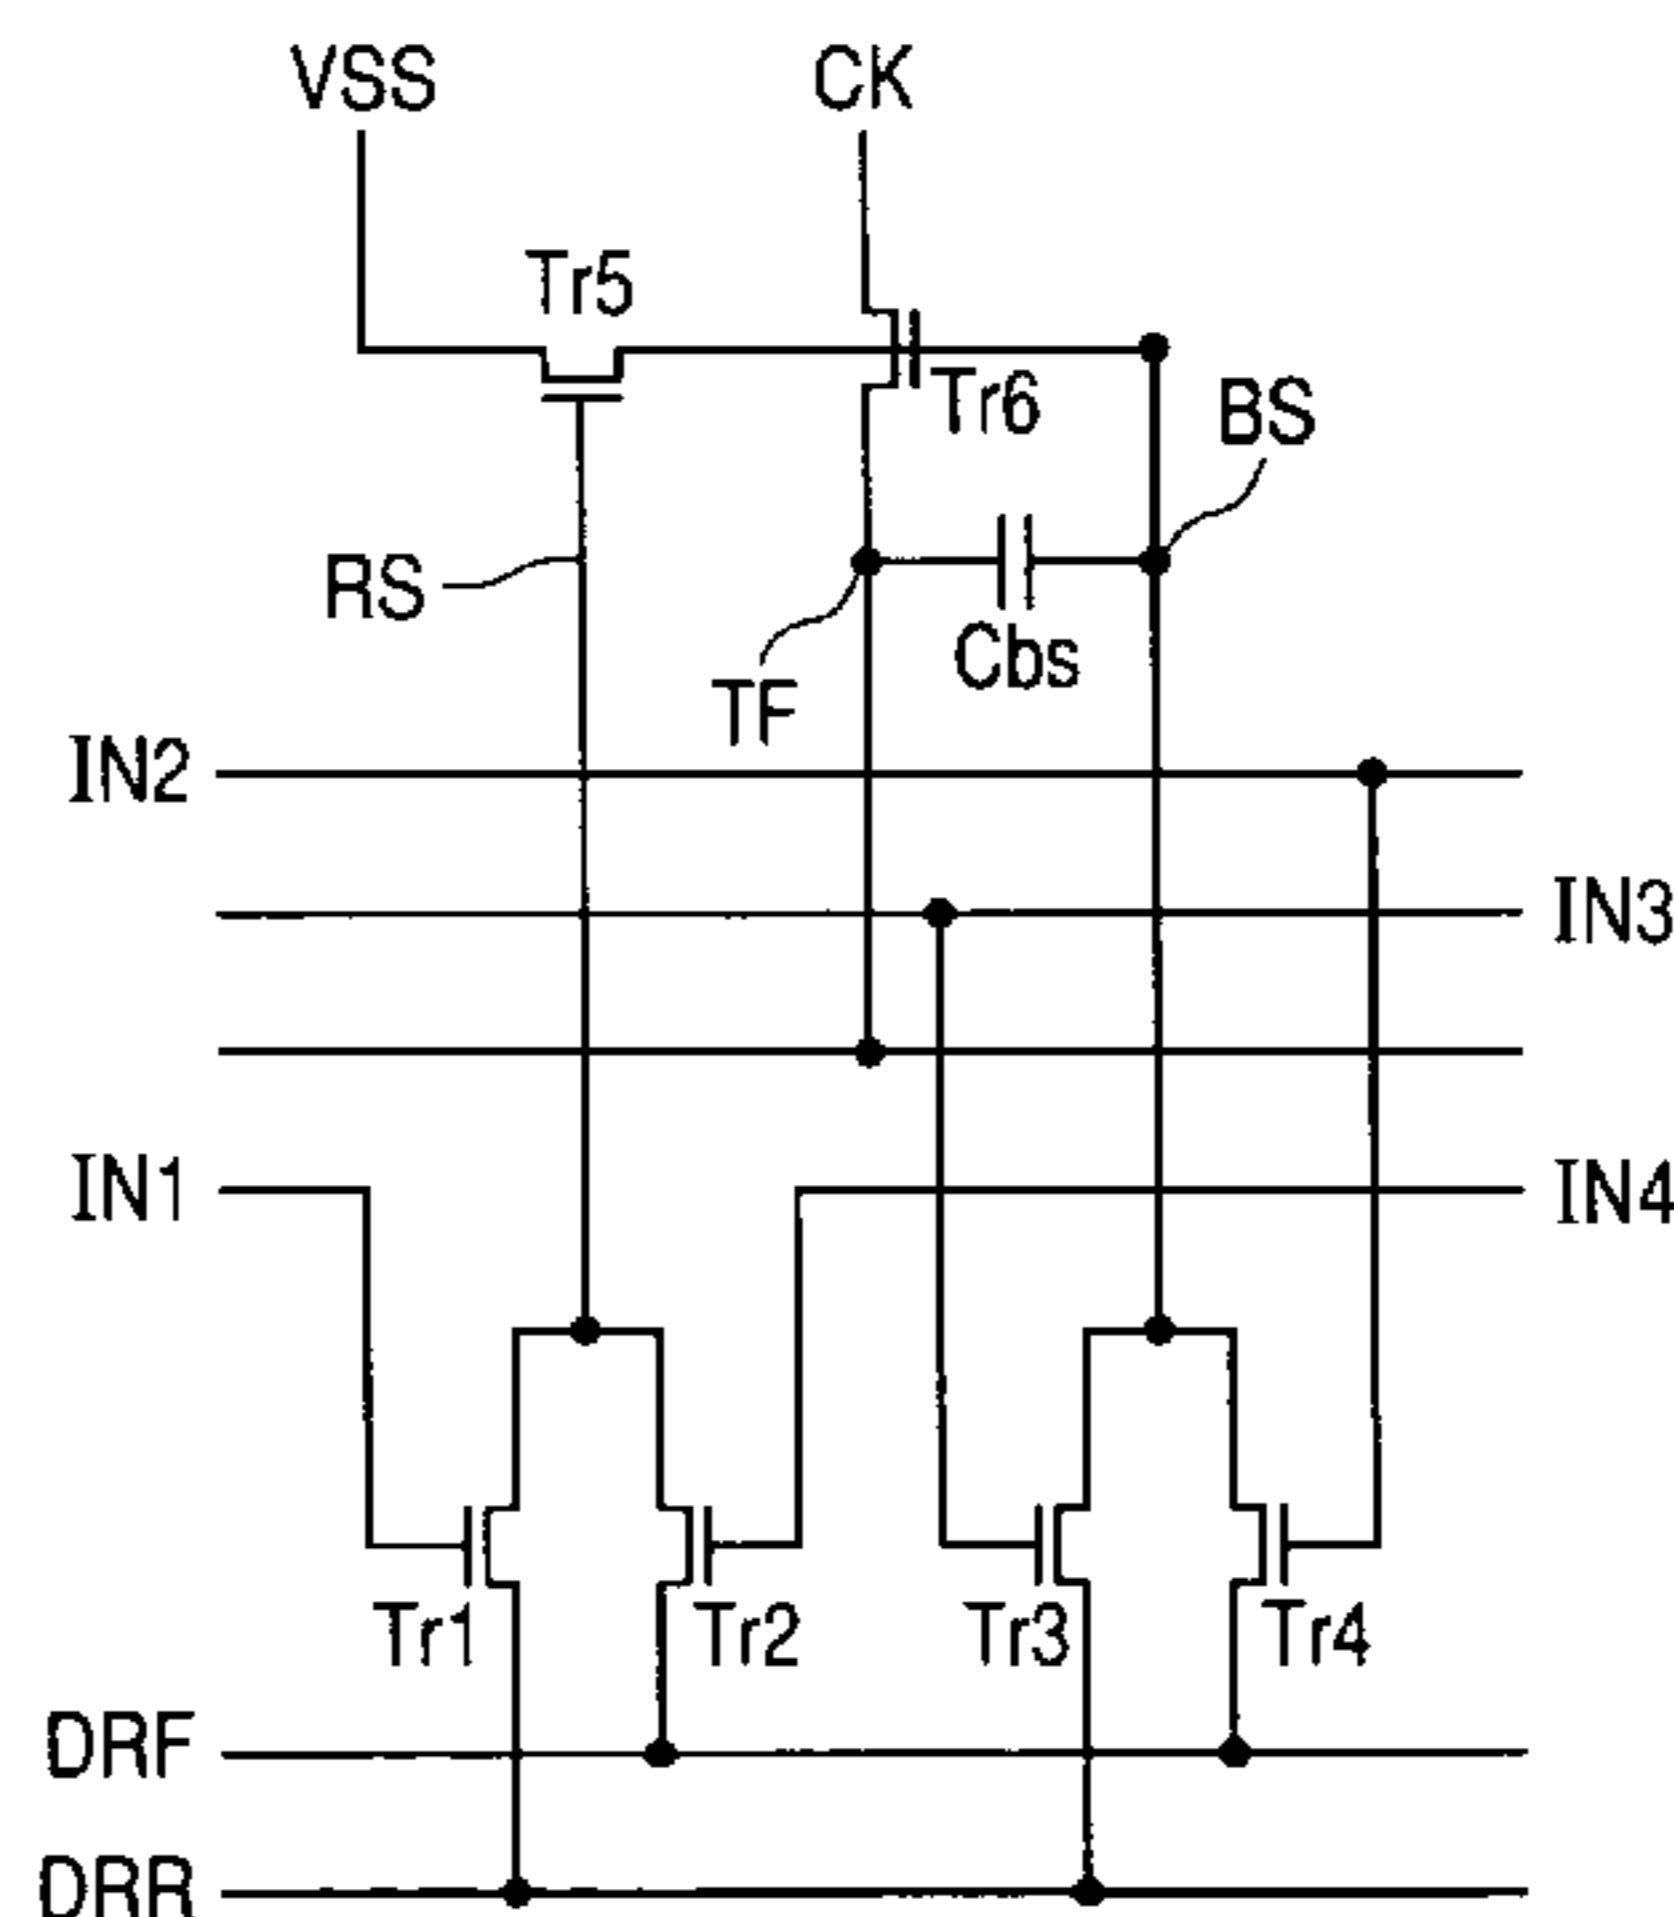 VSS
CK
Tr5
Tr6
BS
RS
Cbs
TF
IN2
IN3
IN1
IN4
Tr1
Tr2
Tr3
Tr4
DRF
DRR